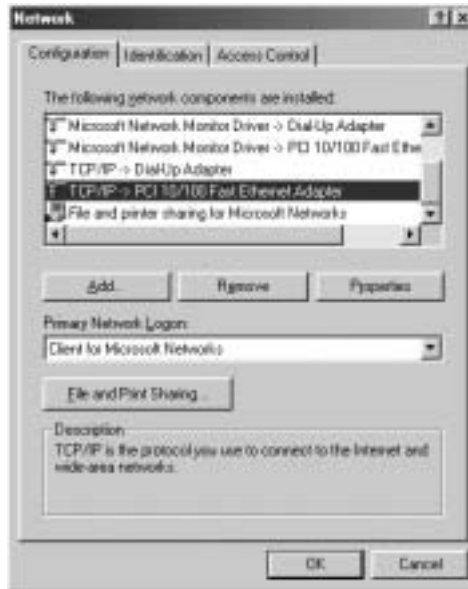 Network
Configuration Identification Access Control
The following network components are installed:
Microsoft Network Monitor Driver -> Dial-Up Adapter
Microsoft Network Monitor Driver -> PCI 10/100 Fast Ethe
TCP/IP -> Dial-Up Adapter
TCP/IP -> PCI 10/100 Fast Ethernet Adapter
File and printer sharing for Microsoft Networks
Add... Remove Properties
Primary Network Logon:
Client for Microsoft Networks
File and Print Sharing...
Description
TCP/IP is the protocol you use to connect to the Internet and
wide-area networks.
OK Cancel